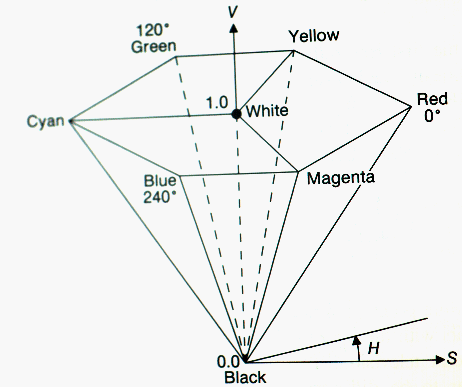 V
120°
Green
Yellow
1.0
White
Red
0°
Cyan
Blue
240°
Magenta
H
0.0
S
Black